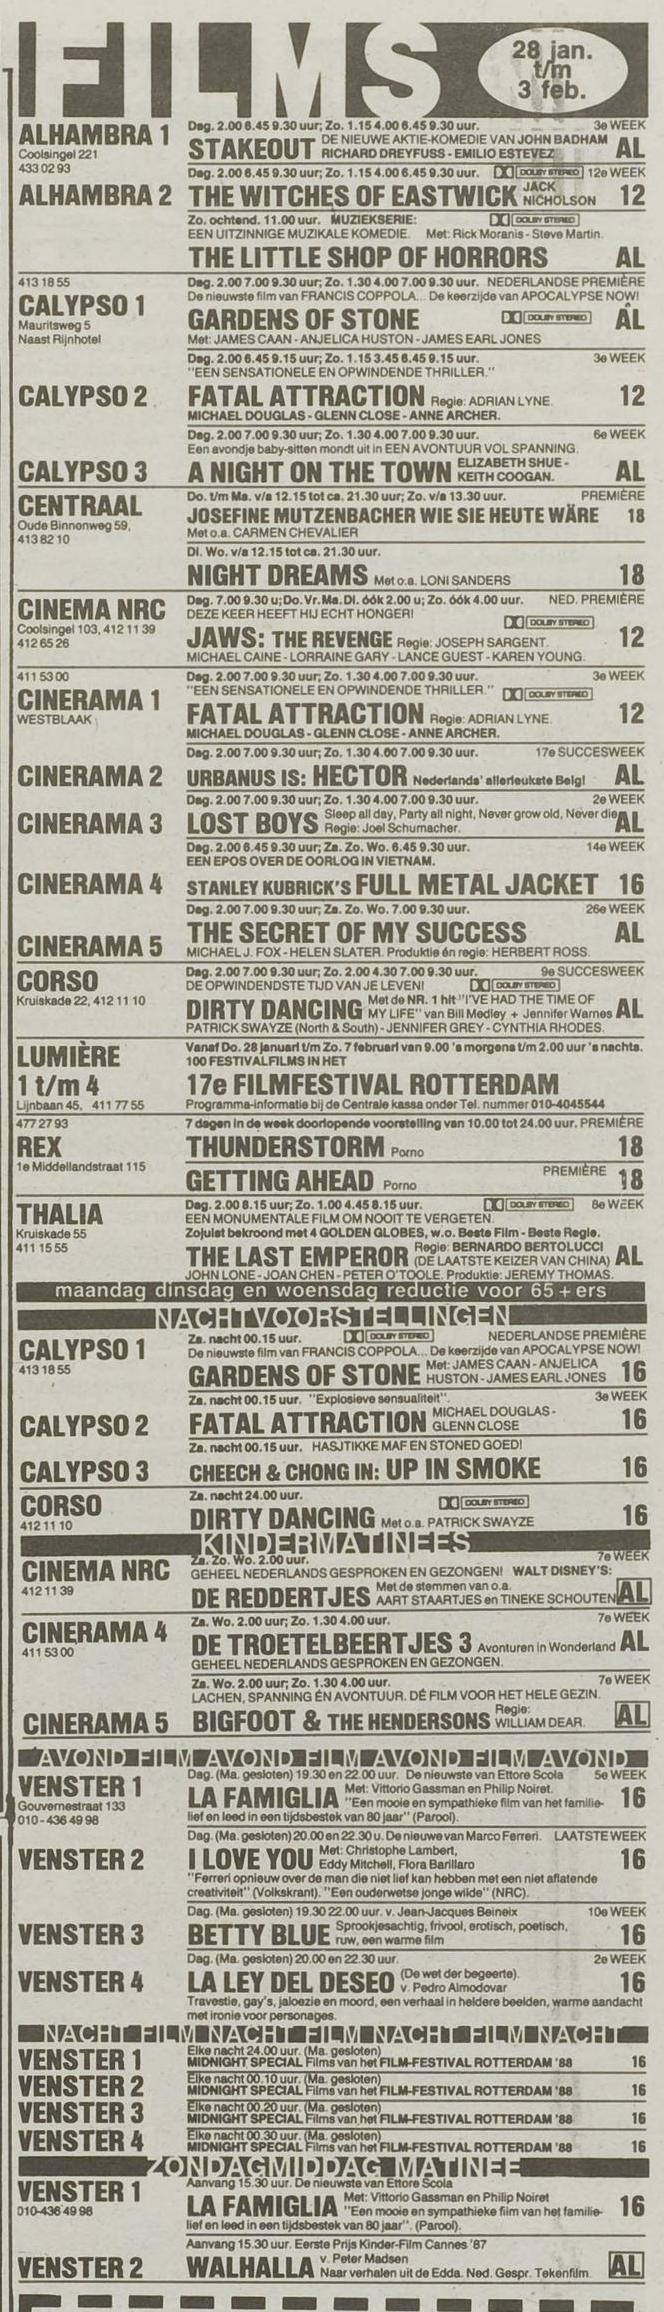 FILMS
28 jan.
t/m
3 feb.
ALHAMBRA 1
Coolsingel 221
433 02 93
Dag. 2.00 6.45 9.30 uur; Zo. 1.15 4.00 6.45 9.30 uur. 3e WEEK
STAKEOUT DE NIEUWE AKTIE-KOMEDIE VAN JOHN BADHAM
RICHARD DREYFUSS - EMILIO ESTEVEZ AL
Dag. 2.00 6.45 9.30 uur; Zo. 1.15 4.00 6.45 9.30 uur. DOLBY STEREO 12e WEEK
ALHAMBRA 2 THE WITCHES OF EASTWICK JACK NICHOLSON 12
Zo. ochtend. 11.00 uur. MUZIEKSERIE: DOLBY STEREO
EEN UITZINNIGE MUZIKALE KOMEDIE. Met: Rick Moranis - Steve Martin.
THE LITTLE SHOP OF HORRORS AL
413 18 55
CALYPSO 1
Mauritsweg 5
Naast Rijnhotel
Dag. 2.00 7.00 9.30 uur; Zo. 1.30 4.00 7.00 9.30 uur. NEDERLANDSE PREMIÈRE
De nieuwste film van FRANCIS COPPOLA... De keerzijde van APOCALYPSE NOW!
GARDENS OF STONE DOLBY STEREO AL
Met: JAMES CAAN - ANJELICA HUSTON - JAMES EARL JONES
Dag. 2.00 6.45 9.15 uur; Zo. 1.15 3.45 6.45 9.15 uur. 3e WEEK
"EEN SENSATIONELE EN OPWINDENDE THRILLER."
CALYPSO 2 FATAL ATTRACTION Regie: ADRIAN LYNE. 12
MICHAEL DOUGLAS - GLENN CLOSE - ANNE ARCHER.
Dag. 2.00 7.00 9.30 uur; Zo. 1.30 4.00 7.00 9.30 uur. 6e WEEK
Een avondje baby-sitten mondt uit in EEN AVONTUUR VOL SPANNING.
CALYPSO 3 A NIGHT ON THE TOWN ELIZABETH SHUE - KEITH COOGAN. AL
CENTRAAL
Oude Binnenweg 59,
413 82 10
Do. t/m Ma. v/a 12.15 tot ca. 21.30 uur; Zo. v/a 13.30 uur. PREMIÈRE
JOSEFINE MUTZENBACHER WIE SIE HEUTE WÄRE 18
Met o.a. CARMEN CHEVALIER
Di. Wo. v/a 12.15 tot ca. 21.30 uur.
NIGHT DREAMS Met o.a. LONI SANDERS 18
CINEMA NRC
Coolsingel 103, 412 11 39
412 65 26
Dag. 7.00 9.30 u; Do. Vr. Ma. Di. óók 2.00 u; Zo. óók 4.00 uur. NED. PREMIÈRE
DEZE KEER HEEFT HIJ ECHT HONGER! DOLBY STEREO
JAWS: THE REVENGE Regie: JOSEPH SARGENT. 12
MICHAEL CAINE - LORRAINE GARY - LANCE GUEST - KAREN YOUNG.
411 53 00
CINERAMA 1
WESTBLAAK
Dag. 2.00 7.00 9.30 uur; Zo. 1.30 4.00 7.00 9.30 uur. 3e WEEK
"EEN SENSATIONELE EN OPWINDENDE THRILLER." DOLBY STEREO
FATAL ATTRACTION Regie: ADRIAN LYNE. 12
MICHAEL DOUGLAS - GLENN CLOSE - ANNE ARCHER.
Dag. 2.00 7.00 9.30 uur; Zo. 1.30 4.00 7.00 9.30 uur. 17e SUCCESWEEK
CINERAMA 2 URBANUS IS: HECTOR Nederlands' allerleukste Belg! AL
Dag. 2.00 7.00 9.30 uur; Zo. 1.30 4.00 7.00 9.30 uur. 2e WEEK
CINERAMA 3 LOST BOYS Sleep all day, Party all night, Never grow old, Never die
Regie: Joel Schumacher. AL
Dag. 2.00 6.45 9.30 uur; Za. Zo. Wo. 6.45 9.30 uur. 14e WEEK
EEN EPOS OVER DE OORLOG IN VIETNAM.
CINERAMA 4 STANLEY KUBRICK'S FULL METAL JACKET 16
Dag. 2.00 7.00 9.30 uur; Za. Zo. Wo. 7.00 9.30 uur. 26e WEEK
THE SECRET OF MY SUCCESS AL
CINERAMA 5 MICHAEL J. FOX - HELEN SLATER. Produktie én regie: HERBERT ROSS.
CORSO
Kruiskade 22, 412 11 10
Dag. 2.00 7.00 9.30 uur; Zo. 2.00 4.30 7.00 9.30 uur. 9e SUCCESWEEK
DE OPWINDENDSTE TIJD VAN JE LEVEN! DOLBY STEREO
DIRTY DANCING Met de NR. 1 hit "I'VE HAD THE TIME OF
MY LIFE" van Bill Medley + Jennifer Warnes AL
PATRICK SWAYZE (North & South) - JENNIFER GREY - CYNTHIA RHODES.
LUMIÈRE
1 t/m 4
Lijnbaan 45, 411 77 55
Vanaf Do. 28 januari t/m Zo. 7 februari van 9.00 's morgens t/m 2.00 uur 's nachts.
100 FESTIVALFILMS IN HET
17e FILMFESTIVAL ROTTERDAM
Programma-informatie bij de Centrale kassa onder Tel. nummer 010-4045544
477 27 93
REX
1e Middellandstraat 115
7 dagen in de week doorlopende voorstelling van 10.00 tot 24.00 uur. PREMIÈRE
THUNDERSTORM Porno 18
PREMIÈRE
GETTING AHEAD Porno 18
THALIA
Kruiskade 55
411 15 55
Dag. 2.00 8.15 uur; Zo. 1.00 4.45 8.15 uur. DOLBY STEREO 8e WEEK
EEN MONUMENTALE FILM OM NOOIT TE VERGETEN.
Zojuist bekroond met 4 GOLDEN GLOBES, w.o. Beste Film - Beste Regie.
THE LAST EMPEROR Regie: BERNARDO BERTOLUCCI
(DE LAATSTE KEIZER VAN CHINA) AL
JOHN LONE - JOAN CHEN - PETER O'TOOLE. Produktie: JEREMY THOMAS.
maandag dinsdag en woensdag reductie voor 65 + ers
NACHTVOORSTELLINGEN
CALYPSO 1
413 18 55
Za. nacht 00.15 uur. DOLBY STEREO NEDERLANDSE PREMIÈRE
De nieuwste film van FRANCIS COPPOLA... De keerzijde van APOCALYPSE NOW!
GARDENS OF STONE Met: JAMES CAAN - ANJELICA
HUSTON - JAMES EARL JONES 16
Za. nacht 00.15 uur. "Explosieve sensualiteit". 3e WEEK
CALYPSO 2 FATAL ATTRACTION MICHAEL DOUGLAS - GLENN CLOSE 16
Za. nacht 00.15 uur. HASJTIKKE MAF EN STONED GOED!
CALYPSO 3 CHEECH & CHONG IN: UP IN SMOKE 16
CORSO
412 11 10
Za. nacht 24.00 uur. DOLBY STEREO
DIRTY DANCING Met o.a. PATRICK SWAYZE 16
KINDERMATINEES
Za. Zo. Wo. 2.00 uur. 7e WEEK
CINEMA NRC
412 11 39
GEHEEL NEDERLANDS GESPROKEN EN GEZONGEN! WALT DISNEY'S:
DE REDDERTJES Met de stemmen van o.a.
AART STAARTJES en TINEKE SCHOUTEN AL
Za. Wo. 2.00 uur; Zo. 1.30 4.00 uur. 7e WEEK
CINERAMA 4
411 53 00
DE TROETELBEERTJES 3 Avonturen in Wonderland AL
GEHEEL NEDERLANDS GESPROKEN EN GEZONGEN.
Za. Wo. 2.00 uur; Zo. 1.30 4.00 uur. 7e WEEK
LACHEN, SPANNING ÉN AVONTUUR. DÉ FILM VOOR HET HELE GEZIN.
CINERAMA 5 BIGFOOT & THE HENDERSONS Regie: WILLIAM DEAR. AL
AVOND FILM AVOND FILM AVOND FILM AVOND
VENSTER 1
Gouvernestraat 133
010 - 436 49 98
Dag. (Ma. gesloten) 19.30 en 22.00 uur. De nieuwste van Ettore Scola 5e WEEK
LA FAMIGLIA Met: Vittorio Gassman en Philip Noiret.
"Een mooie en sympathieke film van het familie- 16
lief en leed in een tijdsbestek van 80 jaar" (Parool).
Dag. (Ma. gesloten) 20.00 en 22.30 u. De nieuwe van Marco Ferreri. LAATSTE WEEK
VENSTER 2 I LOVE YOU Met: Christophe Lambert,
Eddy Mitchell, Flora Barillaro 16
"Ferreri opnieuw over de man die niet lief kan hebben met een niet aflatende
creativiteit" (Volkskrant). "Een ouderwetse jonge wilde" (NRC).
Dag. (Ma. gesloten) 19.30 22.00 uur. v. Jean-Jacques Beineix 10e WEEK
VENSTER 3 BETTY BLUE Sprookjesachtig, frivool, erotisch, poetisch,
ruw, een warme film 16
Dag. (Ma. gesloten) 20.00 en 22.30 uur. 2e WEEK
VENSTER 4 LA LEY DEL DESEO (De wet der begeerte).
v. Pedro Almodovar 16
Travestie, gay's, jaloezie en moord, een verhaal in heldere beelden, warme aandacht
met ironie voor personages.
NACHT FILM NACHT FILM NACHT FILM NACHT
Elke nacht 24.00 uur. (Ma. gesloten)
VENSTER 1 MIDNIGHT SPECIAL Films van het FILM-FESTIVAL ROTTERDAM '88 16
Elke nacht 00.10 uur. (Ma. gesloten)
VENSTER 2 MIDNIGHT SPECIAL Films van het FILM-FESTIVAL ROTTERDAM '88 16
Elke nacht 00.20 uur. (Ma. gesloten)
VENSTER 3 MIDNIGHT SPECIAL Films van het FILM-FESTIVAL ROTTERDAM '88 16
Elke nacht 00.30 uur. (Ma. gesloten)
VENSTER 4 MIDNIGHT SPECIAL Films van het FILM-FESTIVAL ROTTERDAM '88 16
ZONDAGMIDDAG MATINEE
VENSTER 1
010-436 49 98
Aanvang 15.30 uur. De nieuwste van Ettore Scola
LA FAMIGLIA Met: Vittorio Gassman en Philip Noiret
"Een mooie en sympathieke film van het familie- 16
lief en leed in een tijdsbestek van 80 jaar". (Parool).
Aanvang 15.30 uur. Eerste Prijs Kinder-Film Cannes '87
VENSTER 2 WALHALLA v. Peter Madsen
Naar verhalen uit de Edda. Ned. Gespr. Tekenfilm. AL